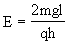 E = 2mgl/qh